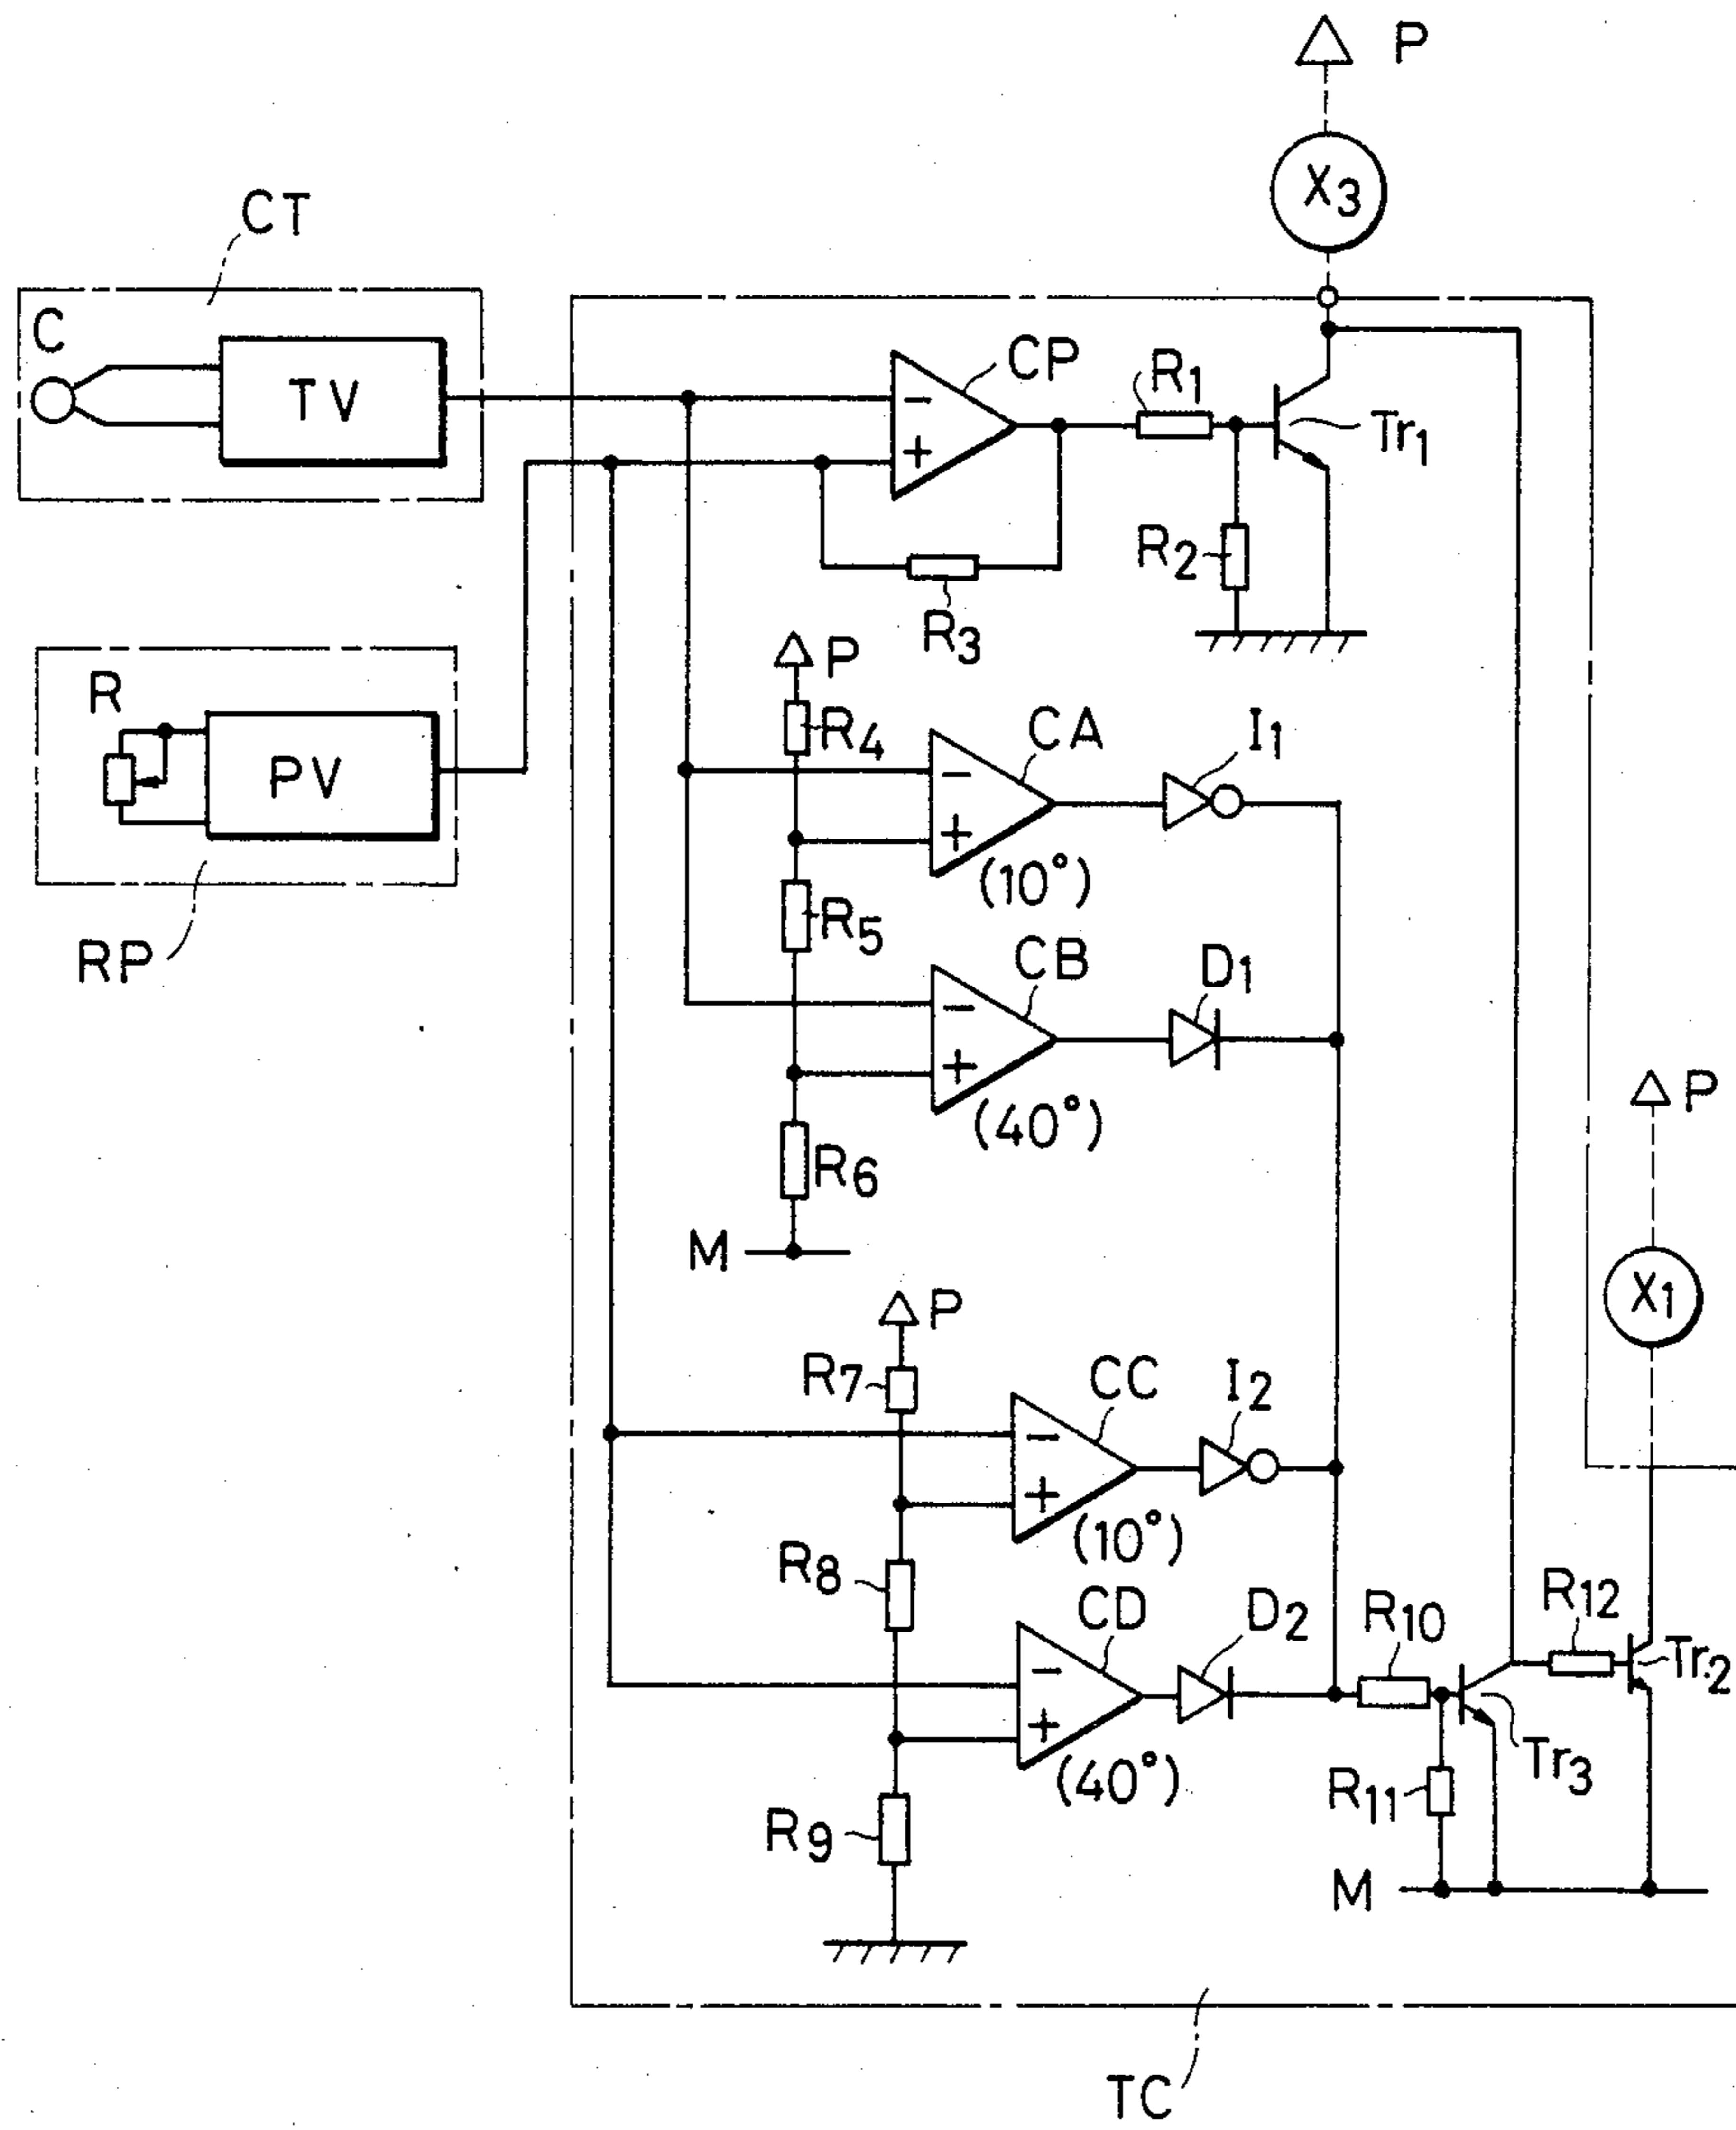 P
X3
CT
C
TV
CP
R1
Tr1
-
+
R2
R3
P
R
R4
CA
I1
PV
-
+
(10°)
R5
RP
CB
D1
-
+
(40°)
P
R6
M
X1
P
R7
CC
I2
-
+
(10°)
R8
CD
D2
R10
R12
Tr2
-
+
(40°)
Tr3
R11
R9
M
TC